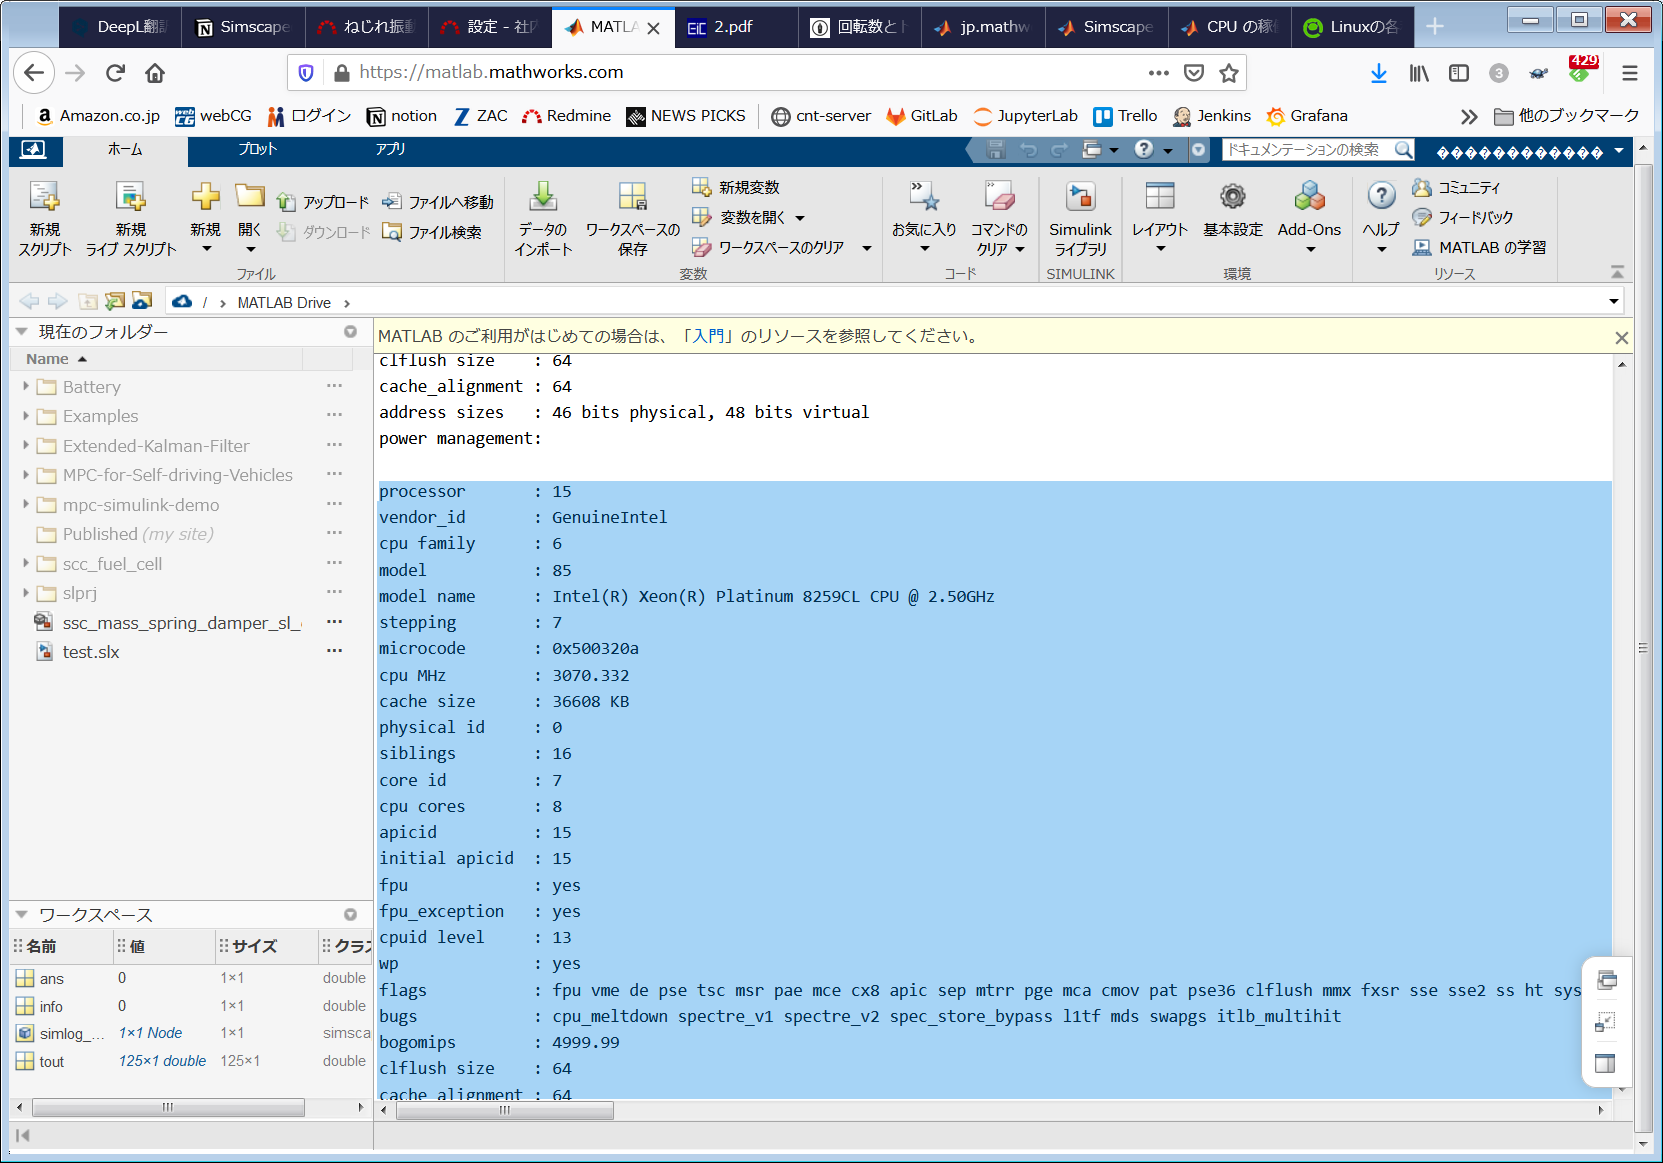 DeepL翻訳
Simscape
ねじれ振動
設定 - 社内
MATLA
2.pdf
回転数とト
jp.mathw
Simscape
CPU の稼働
Linuxの各
https://matlab.mathworks.com
3
429
Amazon.co.jp
webCG
ログイン
notion
ZAC
Redmine
NEWS PICKS
cnt-server
GitLab
JupyterLab
Trello
Jenkins
Grafana
他のブックマーク
ホーム
プロット
アプリ
ドキュメンテーションの検索
新規 スクリプト
新規 ライブ スクリプト
新規
開く
アップロード
ダウンロード
ファイルへ移動
ファイル検索
ファイル
データの インポート
ワークスペースの 保存
新規変数
変数を開く
ワークスペースのクリア
変数
お気に入り
コマンドの クリア
コード
Simulink ライブラリ
SIMULINK
レイアウト
基本設定
Add-Ons
環境
ヘルプ
コミュニティ
フィードバック
MATLAB の学習
リソース
/ › MATLAB Drive ›
現在のフォルダー
Name
Battery
Examples
Extended-Kalman-Filter
MPC-for-Self-driving-Vehicles
mpc-simulink-demo
Published (my site)
scc_fuel_cell
slprj
ssc_mass_spring_damper_sl_
test.slx
ワークスペース
名前 値 サイズ クラス
ans 0 1×1 double
info 0 1×1 double
simlog_... 1×1 Node 1×1 simsca
tout 125×1 double 125×1 double
MATLAB のご利用がはじめての場合は、「入門」のリソースを参照してください。
clflush size : 64
cache_alignment : 64
address sizes : 46 bits physical, 48 bits virtual
power management:
processor : 15
vendor_id : GenuineIntel
cpu family : 6
model : 85
model name : Intel(R) Xeon(R) Platinum 8259CL CPU @ 2.50GHz
stepping : 7
microcode : 0x500320a
cpu MHz : 3070.332
cache size : 36608 KB
physical id : 0
siblings : 16
core id : 7
cpu cores : 8
apicid : 15
initial apicid : 15
fpu : yes
fpu_exception : yes
cpuid level : 13
wp : yes
flags : fpu vme de pse tsc msr pae mce cx8 apic sep mtrr pge mca cmov pat pse36 clflush mmx fxsr sse sse2 ss ht sys
bugs : cpu_meltdown spectre_v1 spectre_v2 spec_store_bypass l1tf mds swapgs itlb_multihit
bogomips : 4999.99
clflush size : 64
cache_alignment : 64